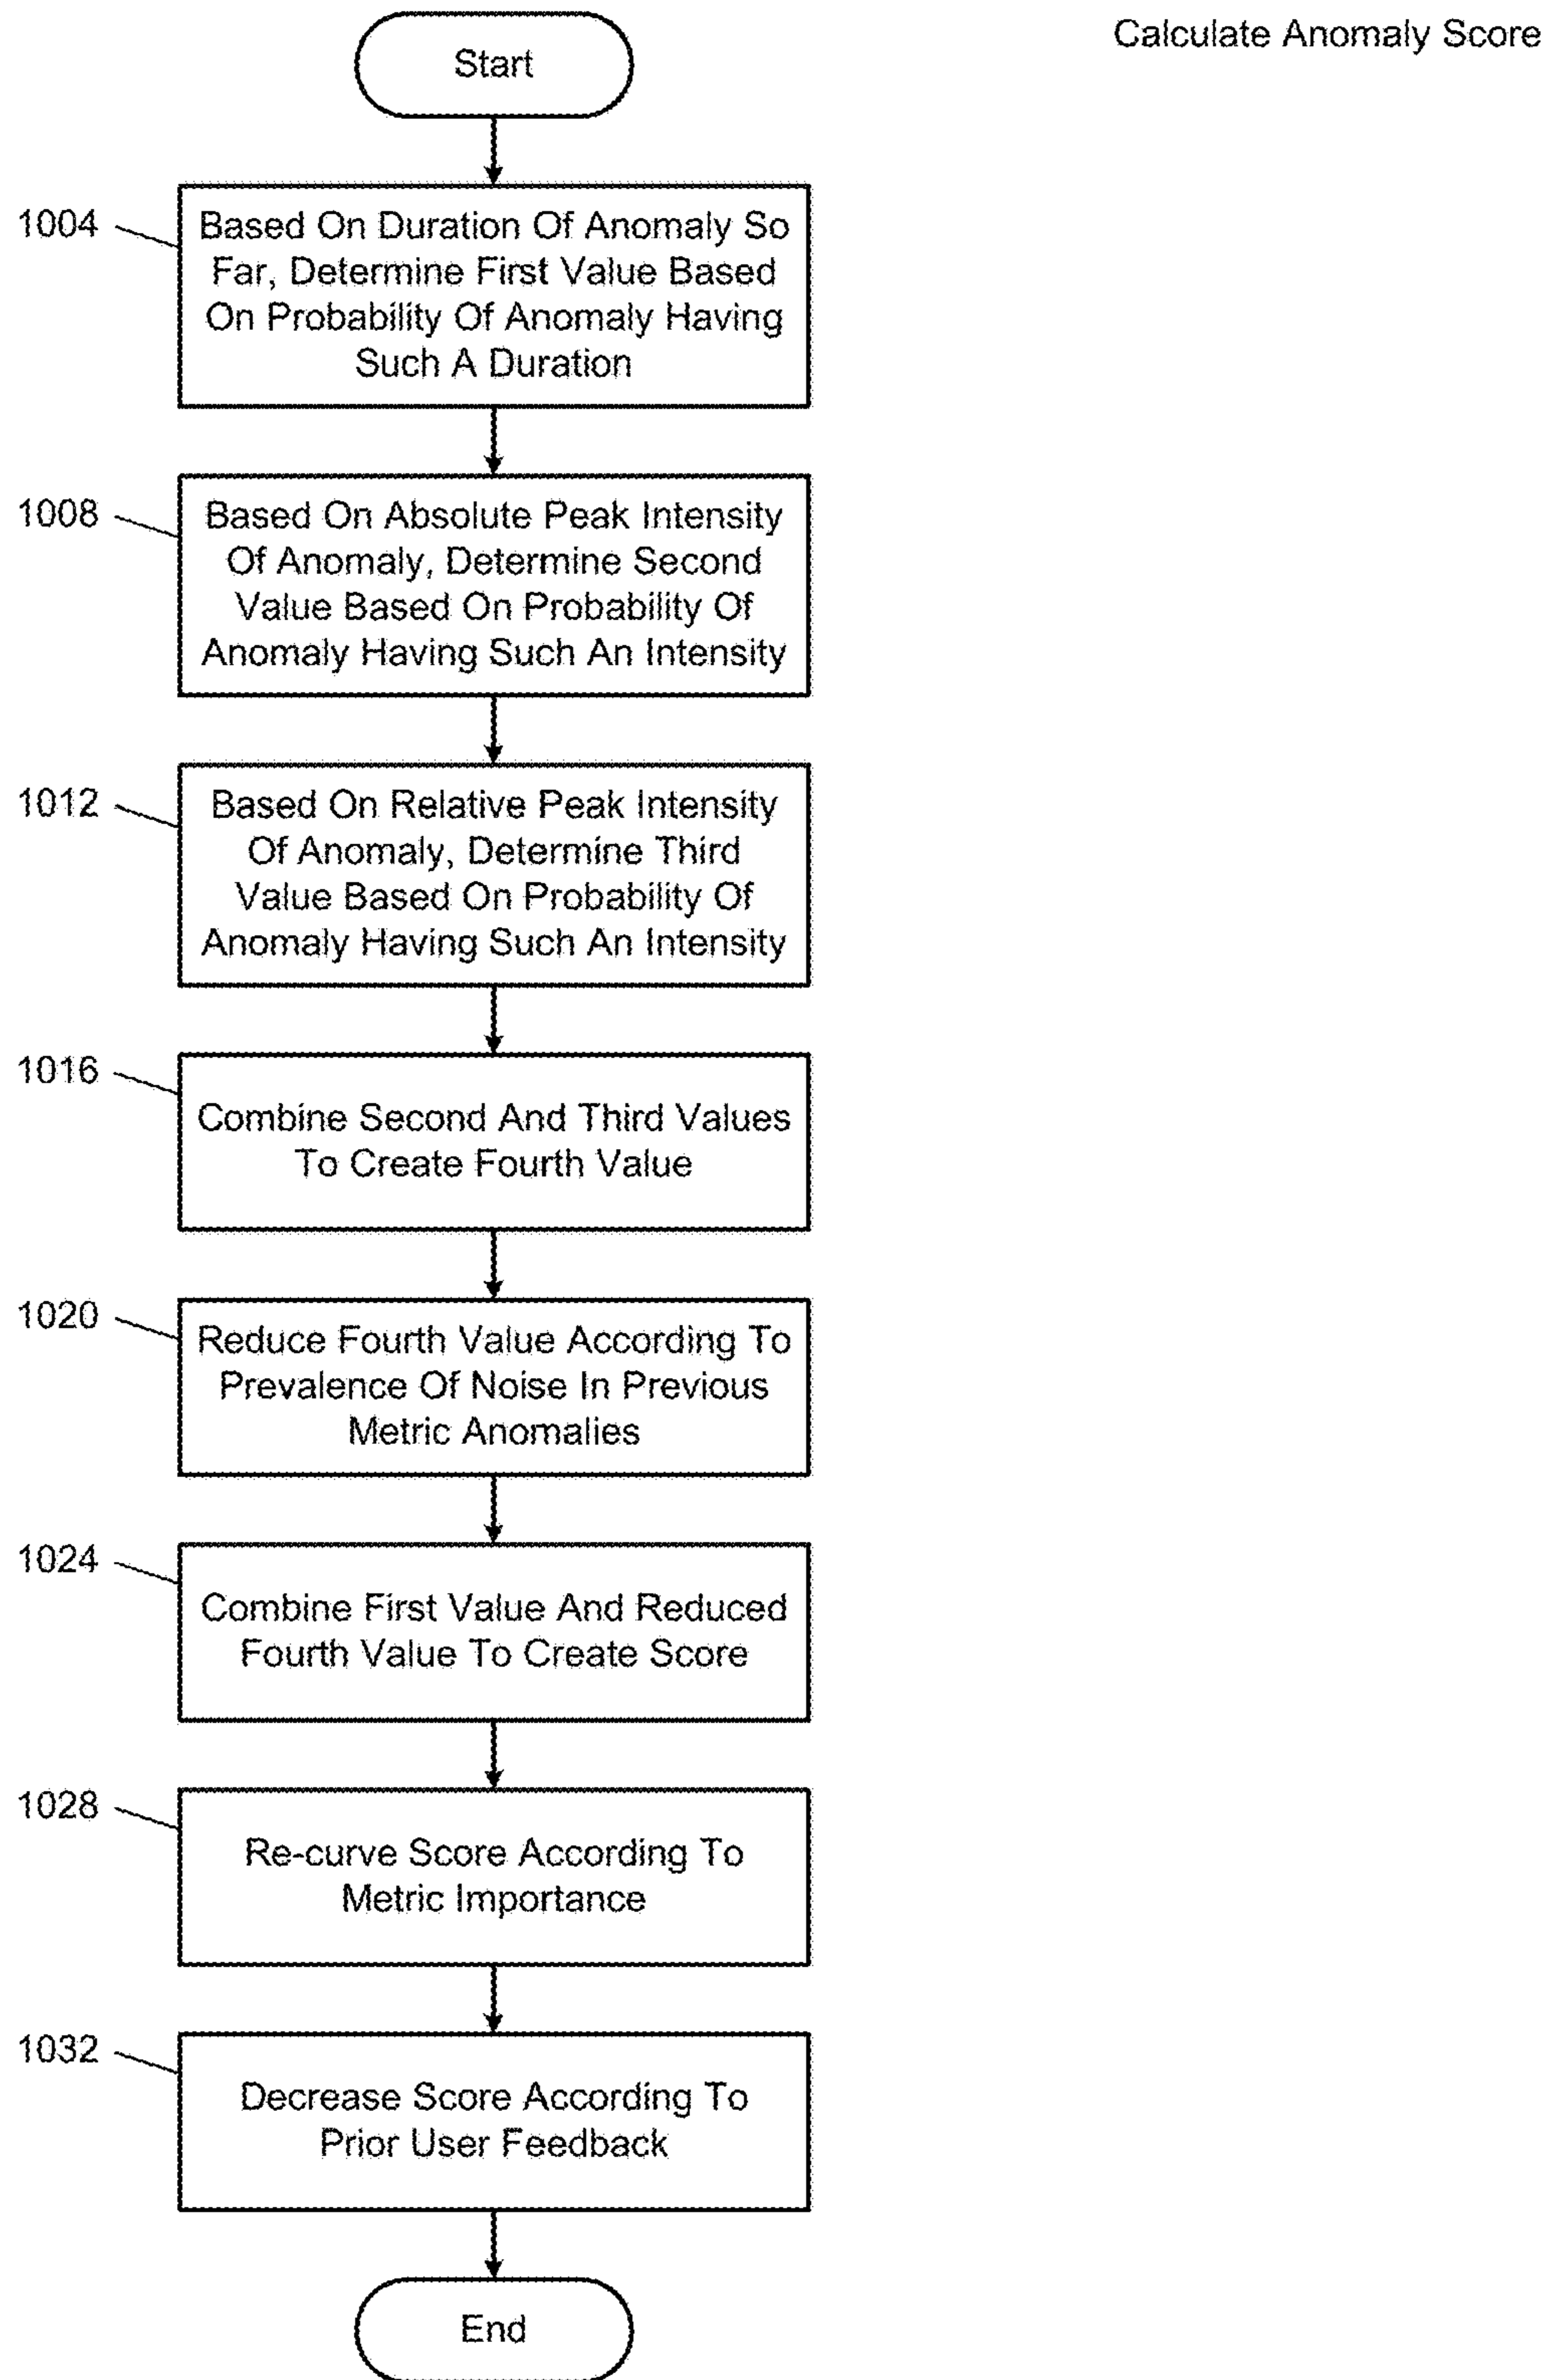 Calculate Anomaly Score
Start
1004
Based On Duration Of Anomaly So
Far, Determine First Value Based
On Probability Of Anomaly Having
Such A Duration
1008
Based On Absolute Peak Intensity
Of Anomaly, Determine Second
Value Based On Probability Of
Anomaly Having Such An Intensity
1012
Based On Relative Peak Intensity
Of Anomaly, Determine Third
Value Based On Probability Of
Anomaly Having Such An Intensity
1016
Combine Second And Third Values
To Create Fourth Value
1020
Reduce Fourth Value According To
Prevalence Of Noise In Previous
Metric Anomalies
1024
Combine First Value And Reduced
Fourth Value To Create Score
1028
Re-curve Score According To
Metric Importance
1032
Decrease Score According To
Prior User Feedback
End